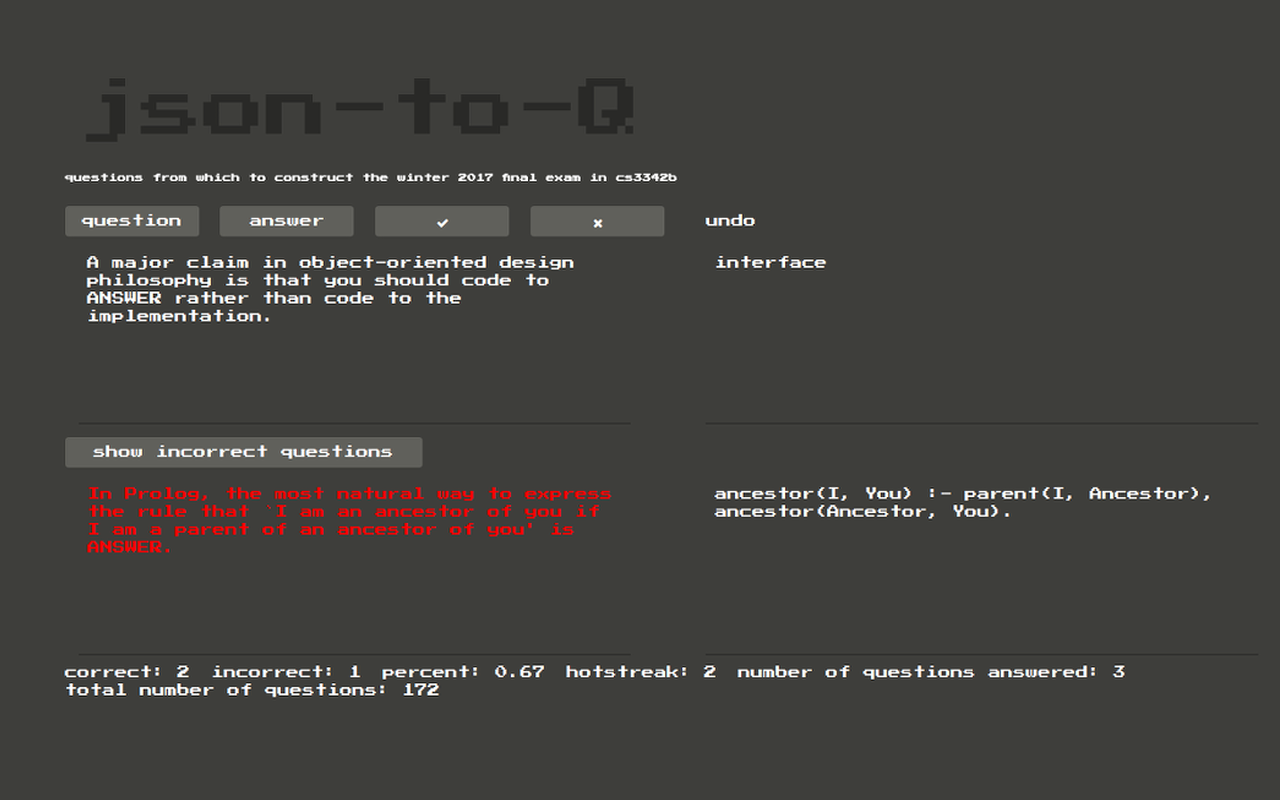 json-to-Q
questions from which to construct the winter 2017 final exam in cs3342b
question answer ✓ × undo
A major claim in object-oriented design
philosophy is that you should code to
ANSWER rather than code to the
implementation.
interface
show incorrect questions
In Prolog, the most natural way to express
the rule that `I am an ancestor of you if
I am a parent of an ancestor of you' is
ANSWER.
ancestor(I, You) :- parent(I, Ancestor),
ancestor(Ancestor, You).
correct: 2 incorrect: 1 percent: 0.67 hotstreak: 2 number of questions answered: 3
total number of questions: 172